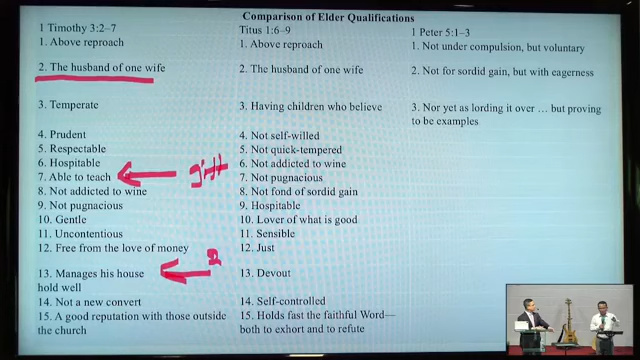 Comparison of Elder Qualifications
1 Timothy 3:2–7
1. Above reproach
2. The husband of one wife
3. Temperate
4. Prudent
5. Respectable
6. Hospitable
7. Able to teach
8. Not addicted to wine
9. Not pugnacious
10. Gentle
11. Uncontentious
12. Free from the love of money
13. Manages his house
hold well
14. Not a new convert
15. A good reputation with those outside
the church
gift
2
Titus 1:6–9
1. Above reproach
2. The husband of one wife
3. Having children who believe
4. Not self-willed
5. Not quick-tempered
6. Not addicted to wine
7. Not pugnacious
8. Not fond of sordid gain
9. Hospitable
10. Lover of what is good
11. Sensible
12. Just
13. Devout
14. Self-controlled
15. Holds fast the faithful Word—
both to exhort and to refute
1 Peter 5:1–3
1. Not under compulsion, but voluntary
2. Not for sordid gain, but with eagerness
3. Nor yet as lording it over … but proving
to be examples